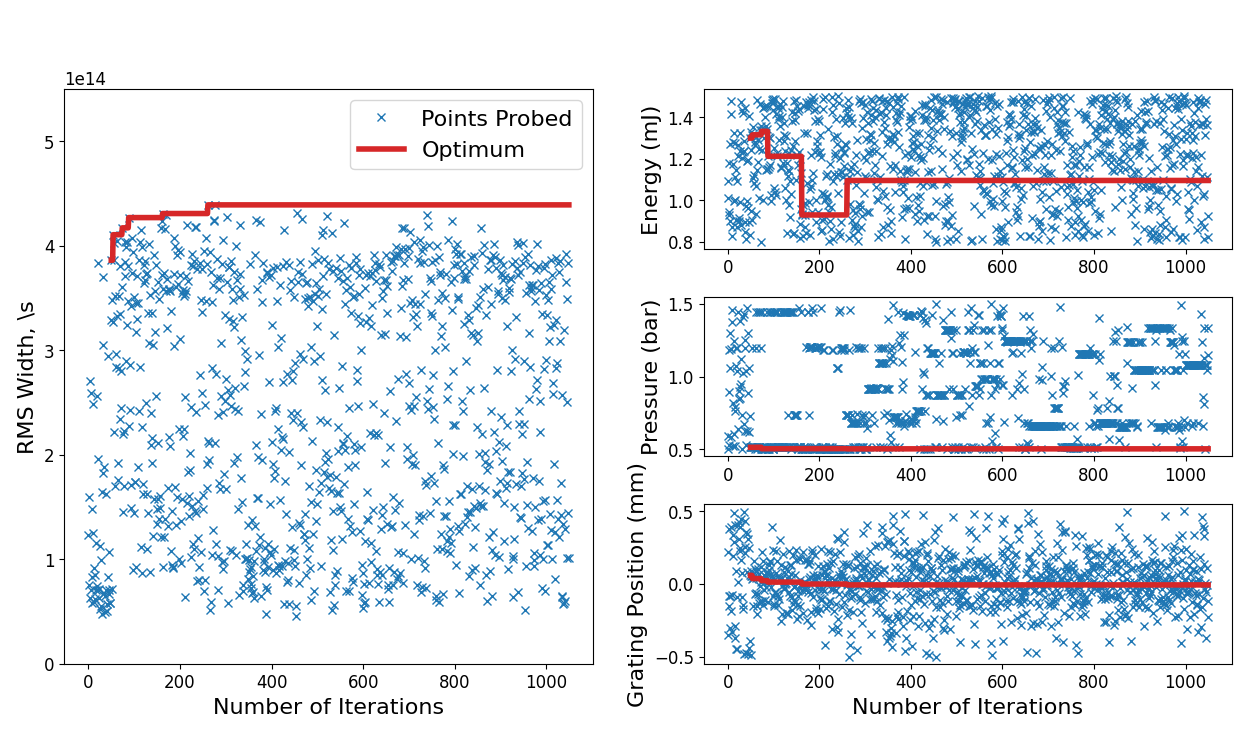 1e14
5
4
3
2
1
0
0 200 400 600 800 1000
RMS Width, \s
Number of Iterations
Points Probed
Optimum
Energy (mJ)
1.4
1.2
1.0
0.8
0 200 400 600 800 1000
Pressure (bar)
1.5
1.0
0.5
0 200 400 600 800 1000
Grating Position (mm)
0.5
0.0
−0.5
0 200 400 600 800 1000
Number of Iterations